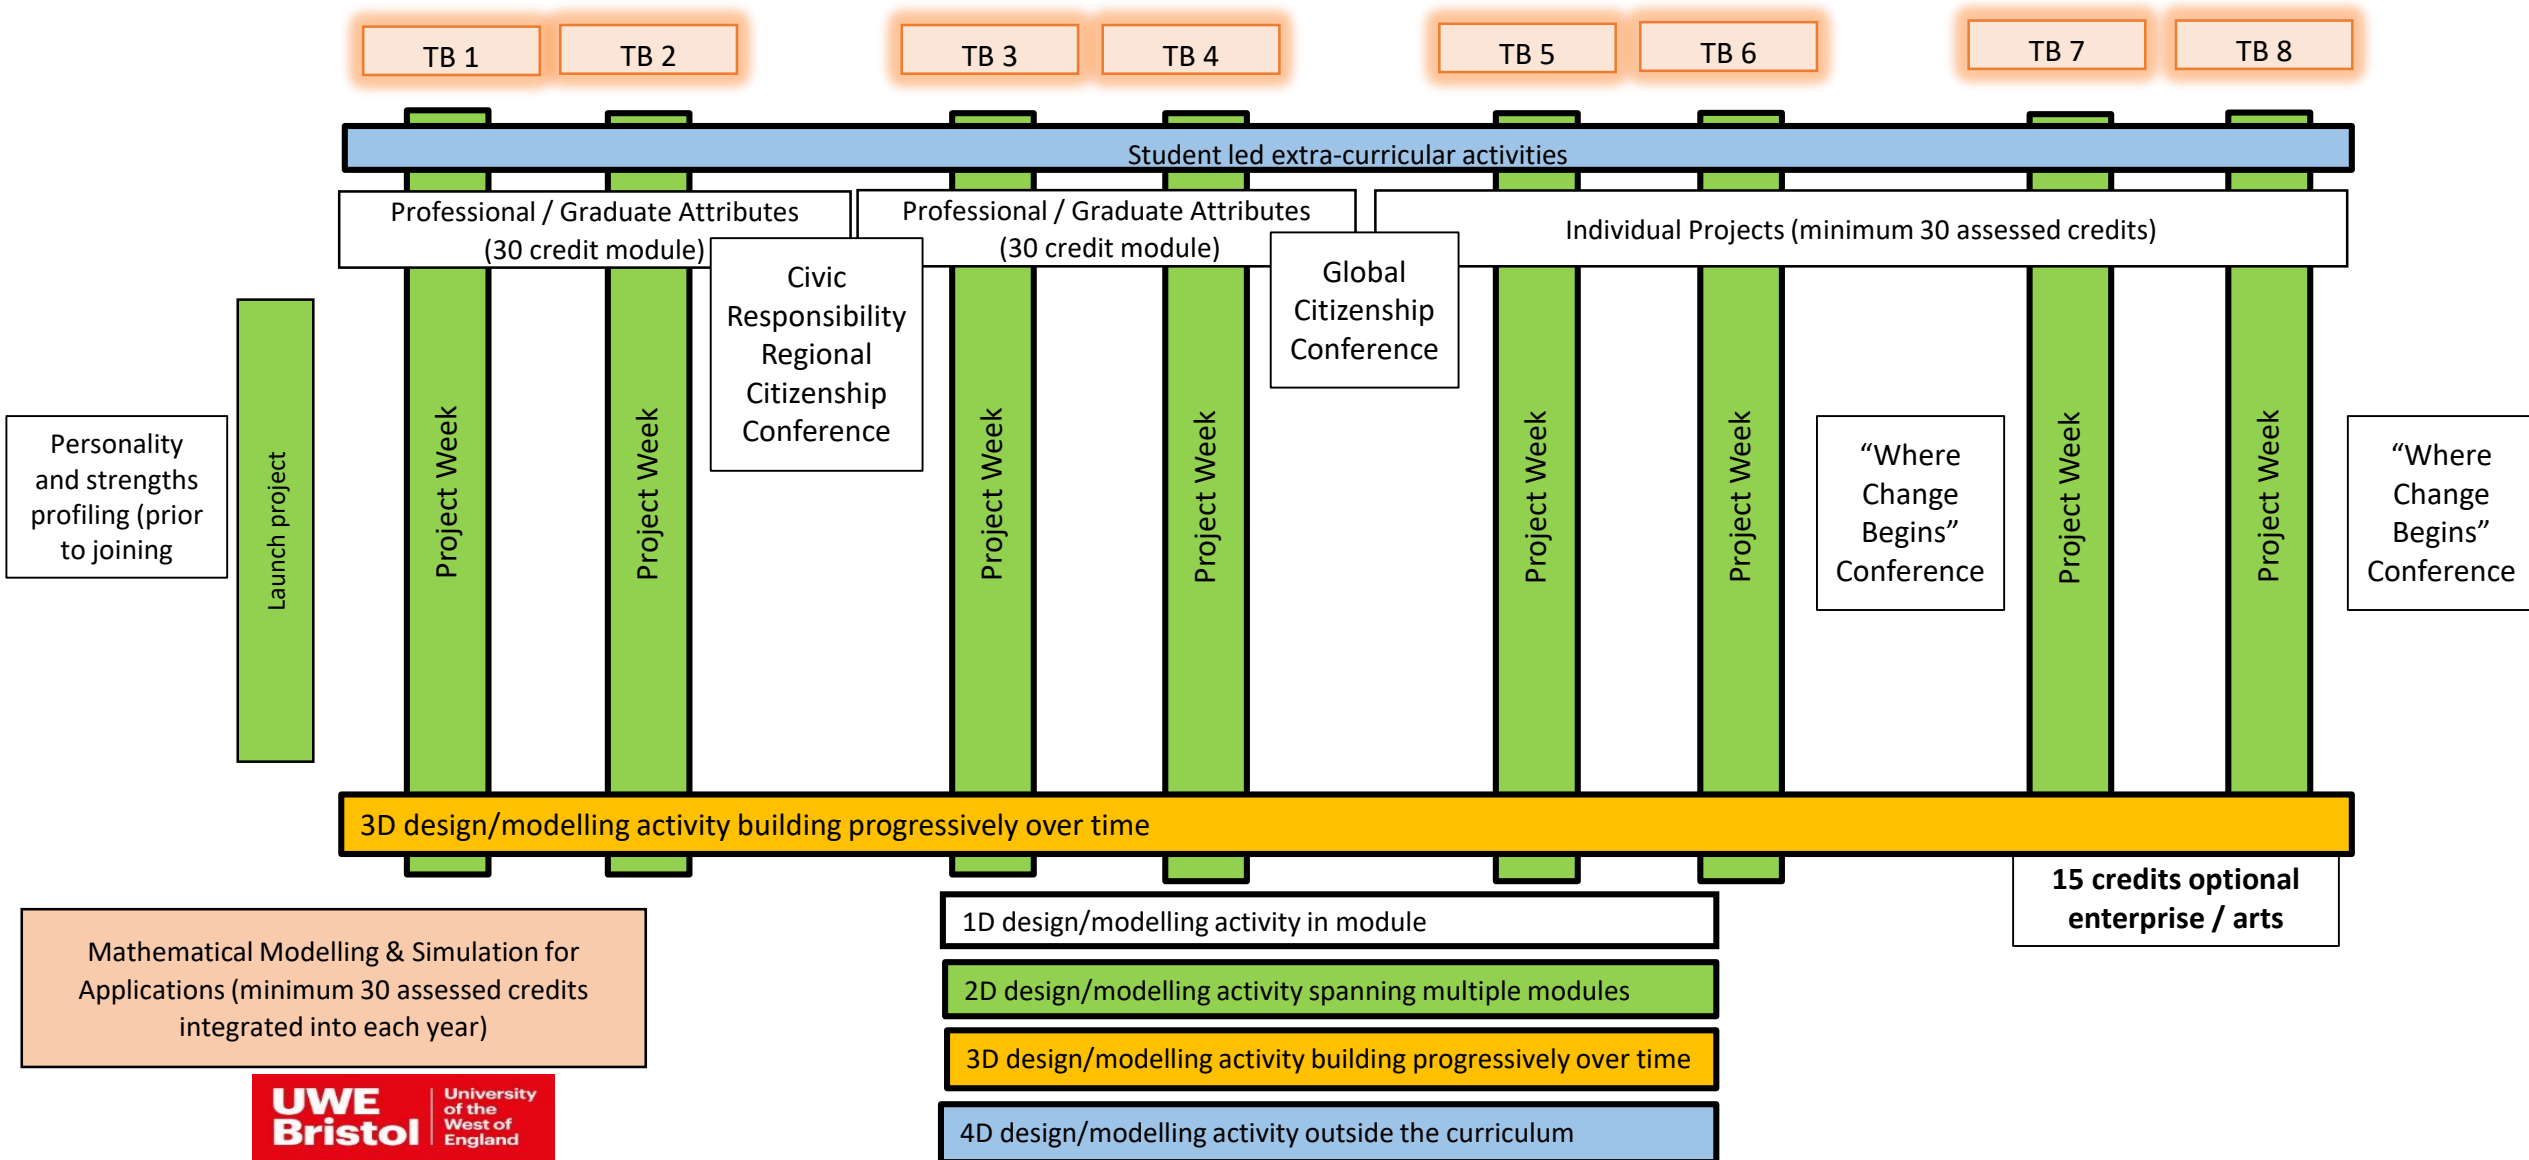 TB 1
TB 2
TB 3
TB 4
TB 5
TB 6
TB 7
TB 8
Student led extra-curricular activities
Professional / Graduate Attributes
(30 credit module)
Professional / Graduate Attributes
(30 credit module)
Individual Projects (minimum 30 assessed credits)
Civic
Responsibility
Regional
Citizenship
Conference
Global
Citizenship
Conference
Personality
and strengths
profiling (prior
to joining
Launch project
Project Week
Project Week
Project Week
Project Week
Project Week
Project Week
“Where
Change
Begins”
Conference
Project Week
Project Week
“Where
Change
Begins”
Conference
3D design/modelling activity building progressively over time
15 credits optional
enterprise / arts
Mathematical Modelling & Simulation for
Applications (minimum 30 assessed credits
integrated into each year)
1D design/modelling activity in module
2D design/modelling activity spanning multiple modules
3D design/modelling activity building progressively over time
4D design/modelling activity outside the curriculum
UWE
Bristol
University
of the
West of
England